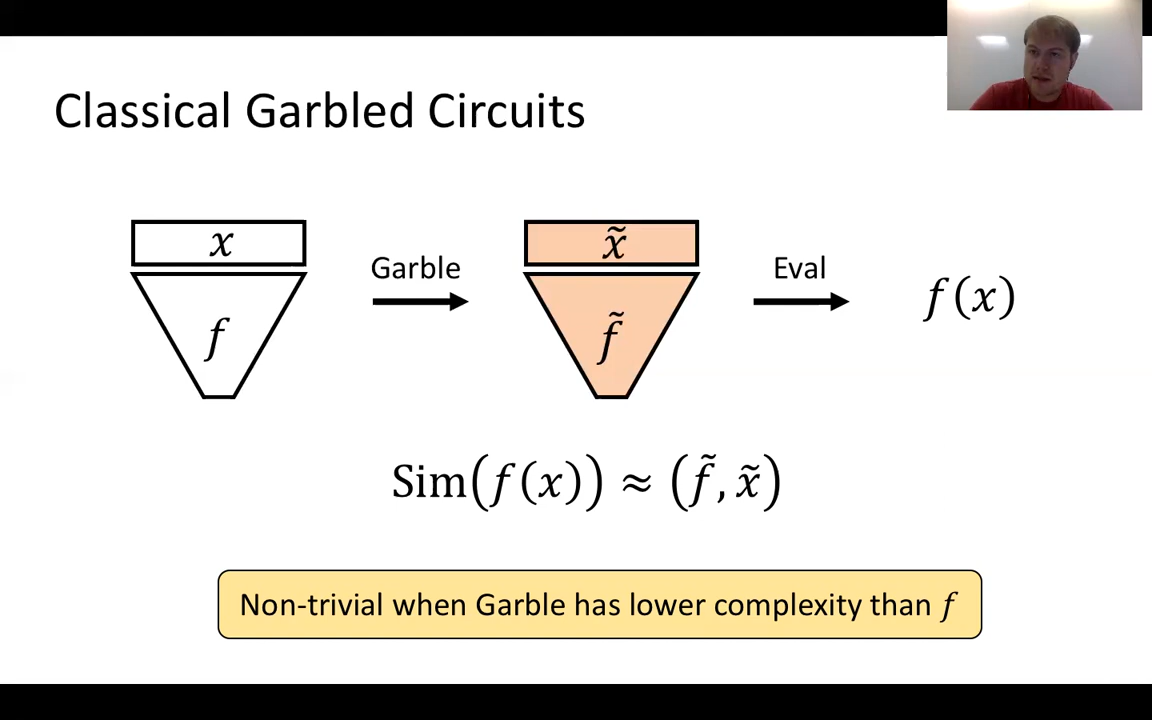 Classical Garbled Circuits
x
f
Garble
x̃
f̃
Eval
f(x)
Sim(f(x)) ≈ (f̃, x̃)
Non-trivial when Garble has lower complexity than f